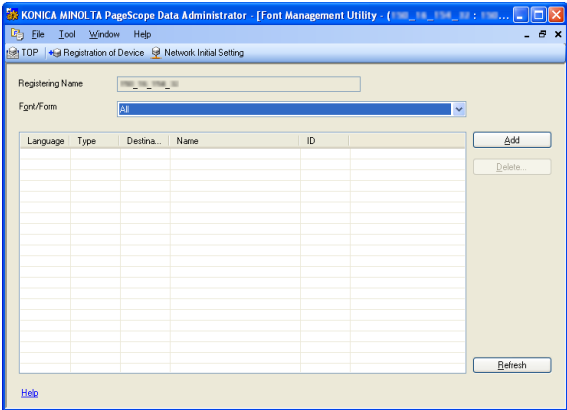 KONICA MINOLTA PageScope Data Administrator - [Font Management Utility - (
File Tool Window Help
TOP Registration of Device Network Initial Setting
Registering Name
Font/Form All
Language Type Destina... Name ID
Add
Delete...
Refresh
Help